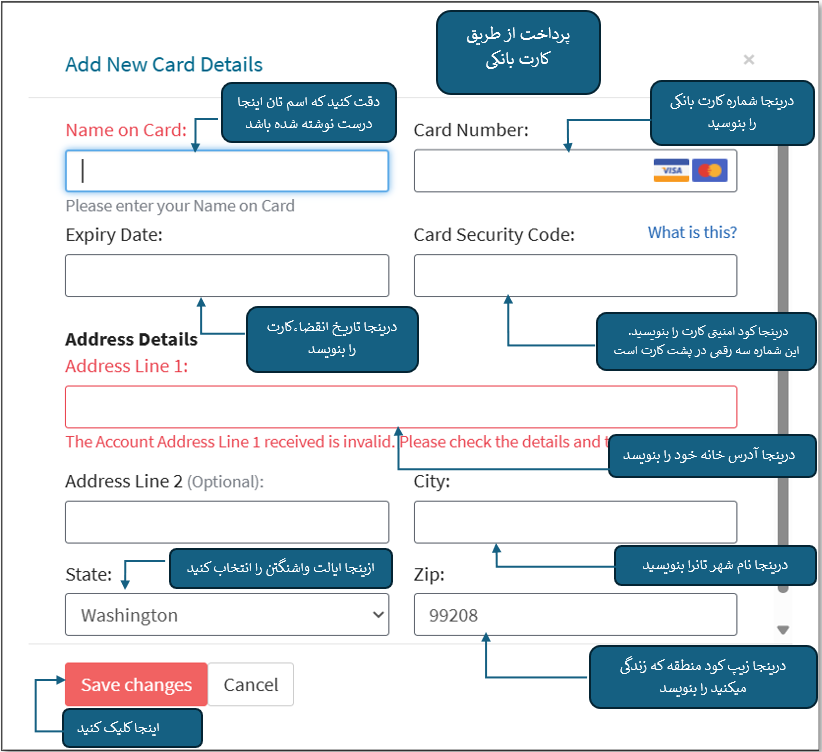 پرداخت از طریق
کارت بانکی
Add New Card Details
×
دقت کنید که اسم تان اینجا
درست نوشته شده باشد
درینجا شماره کارت بانکی
را بنوسید
Name on Card:
Card Number:
VISA
Please enter your Name on Card
Expiry Date:
Card Security Code:
What is this?
درینجا تاریخ انقضاءکارت
را بنویسد
درینجا کود امنیتی کارت را بنویسید.
این شماره سه رقمی در پشت کارت است
Address Details
Address Line 1:
The Account Address Line 1 received is invalid. Please check the details and
درینجا آدرس خانه خود را بنویسد
Address Line 2 (Optional):
City:
ازینجا ایالت واشنگتن را انتخاب کنید
درینجا نام شهر تانرا بنویسید
State:
Zip:
Washington
99208
درینجا زیپ کود منطقه که زندگی
میکنید را بنویسد
Save changes
Cancel
اینجا کلیک کنید